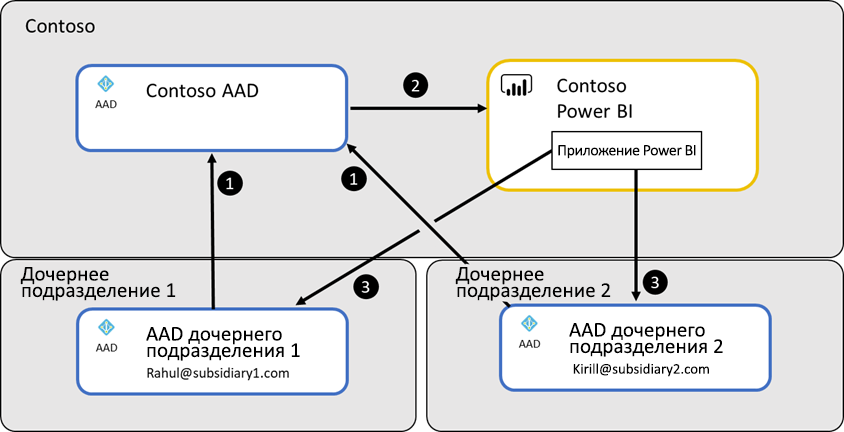 Contoso
AAD
Contoso AAD
2
Contoso
Power BI
Приложение Power BI
1
1
3
3
Дочернее
подразделение 1
AAD
AAD дочернего
подразделения 1
Rahul@subsidiary1.com
Дочернее
подразделение 2
AAD
AAD дочернего
подразделения 2
Kirill@subsidiary2.com